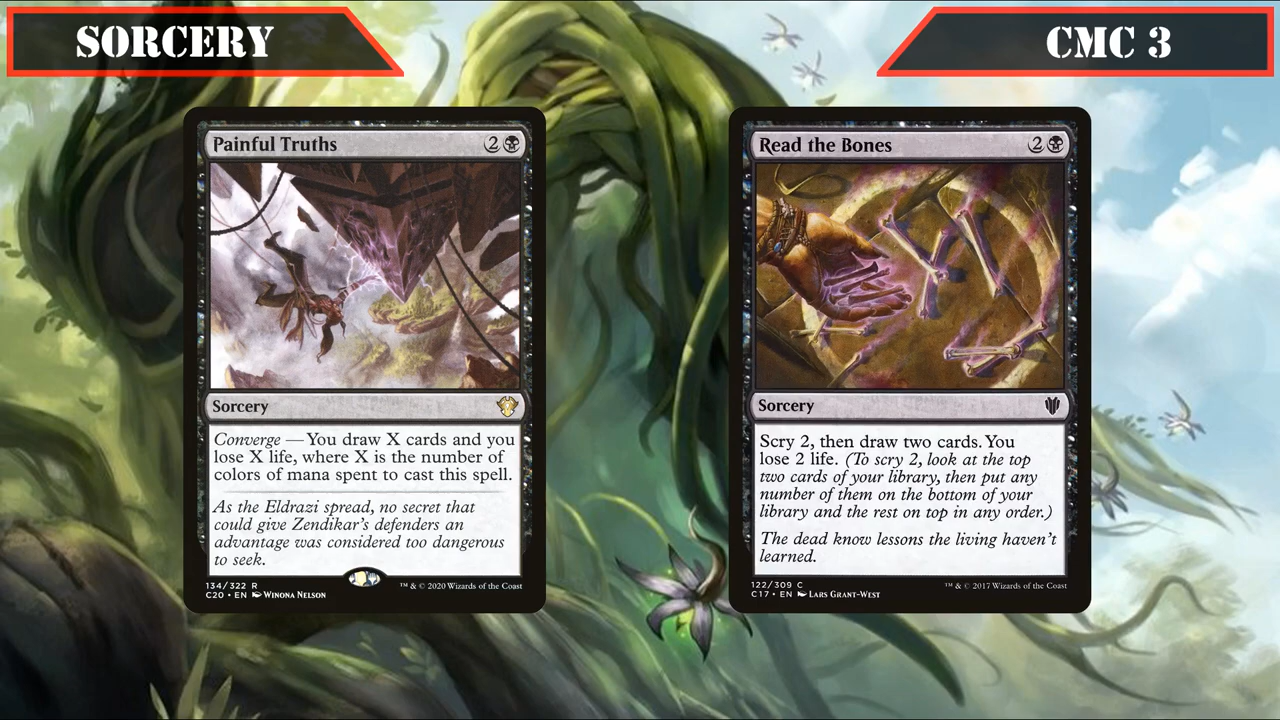 SORCERY
CMC 3
Painful Truths 2
Sorcery
Converge — You draw X cards and you
lose X life, where X is the number of
colors of mana spent to cast this spell.
As the Eldrazi spread, no secret that
could give Zendikar's defenders an
advantage was considered too dangerous
to seek.
134/322 R
C20 • EN WINONA NELSON
™ & © 2020 Wizards of the Coast
Read the Bones 2
Sorcery
Scry 2, then draw two cards. You
lose 2 life. (To scry 2, look at the top
two cards of your library, then put any
number of them on the bottom of your
library and the rest on top in any order.)
The dead know lessons the living haven't
learned.
122/309 C
C17 • EN LARS GRANT-WEST
™ & © 2017 Wizards of the Coast